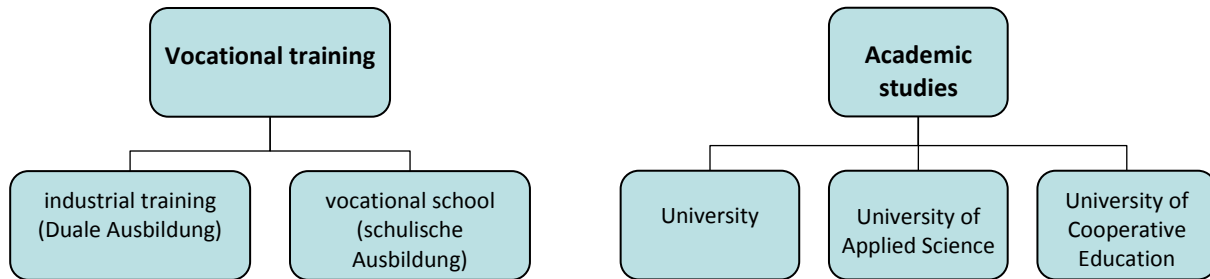 Vocational training
industrial training
(Duale Ausbildung)
vocational school
(schulische
Ausbildung)
Academic
studies
University
University of
Applied Science
University of
Cooperative
Education